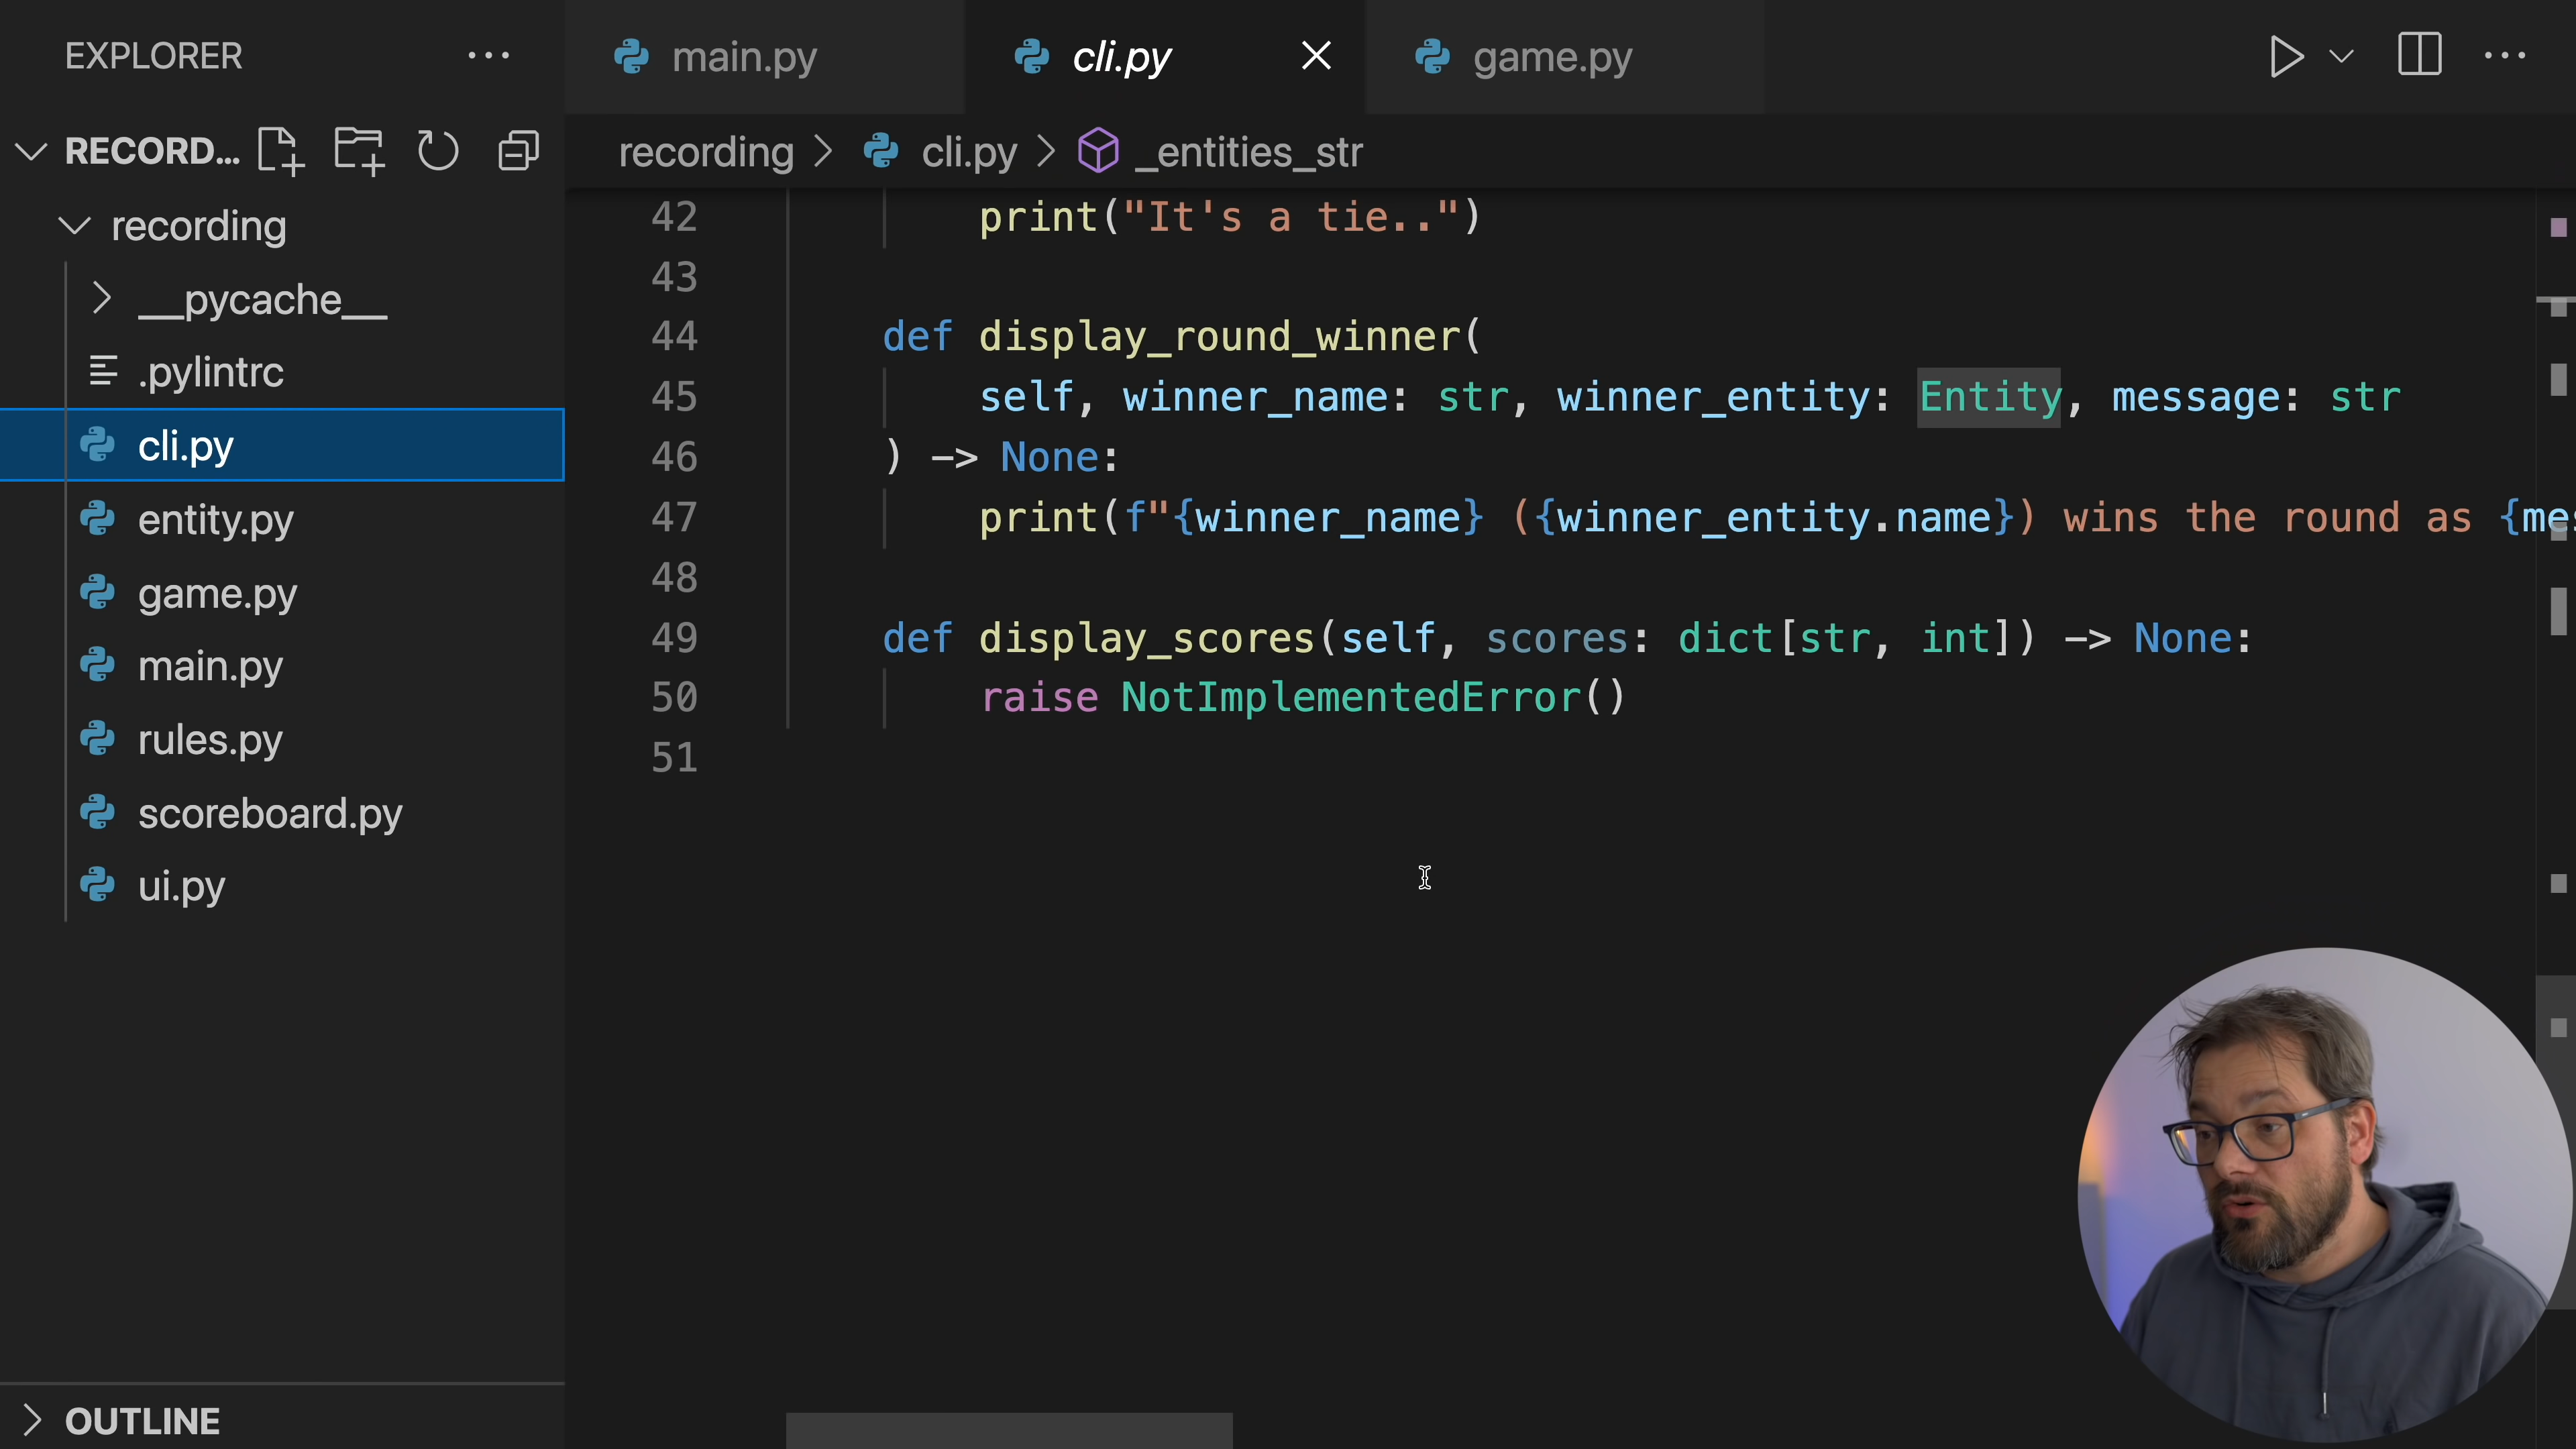 EXPLORER
RECORD...
recording
__pycache__
.pylintrc
cli.py
entity.py
game.py
main.py
rules.py
scoreboard.py
ui.py
OUTLINE
main.py
cli.py
game.py
recording > cli.py > _entities_str
42 print("It's a tie..")
43
44 def display_round_winner(
45 self, winner_name: str, winner_entity: Entity, message: str
46 ) -> None:
47 print(f"{winner_name} ({winner_entity.name}) wins the round as {mes
48
49 def display_scores(self, scores: dict[str, int]) -> None:
50 raise NotImplementedError()
51